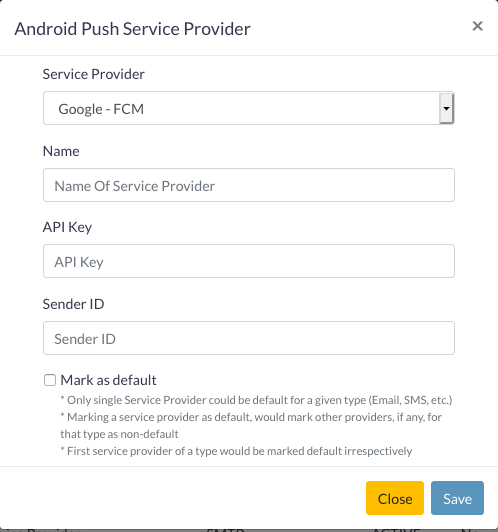 Android Push Service Provider
×
Service Provider
Google - FCM
Name
Name Of Service Provider
API Key
API Key
Sender ID
Sender ID
Mark as default
* Only single Service Provider could be default for a given type (Email, SMS, etc.)
* Marking a service provider as default, would mark other providers, if any, for
that type as non-default
* First service provider of a type would be marked default irrespectively
Close Save